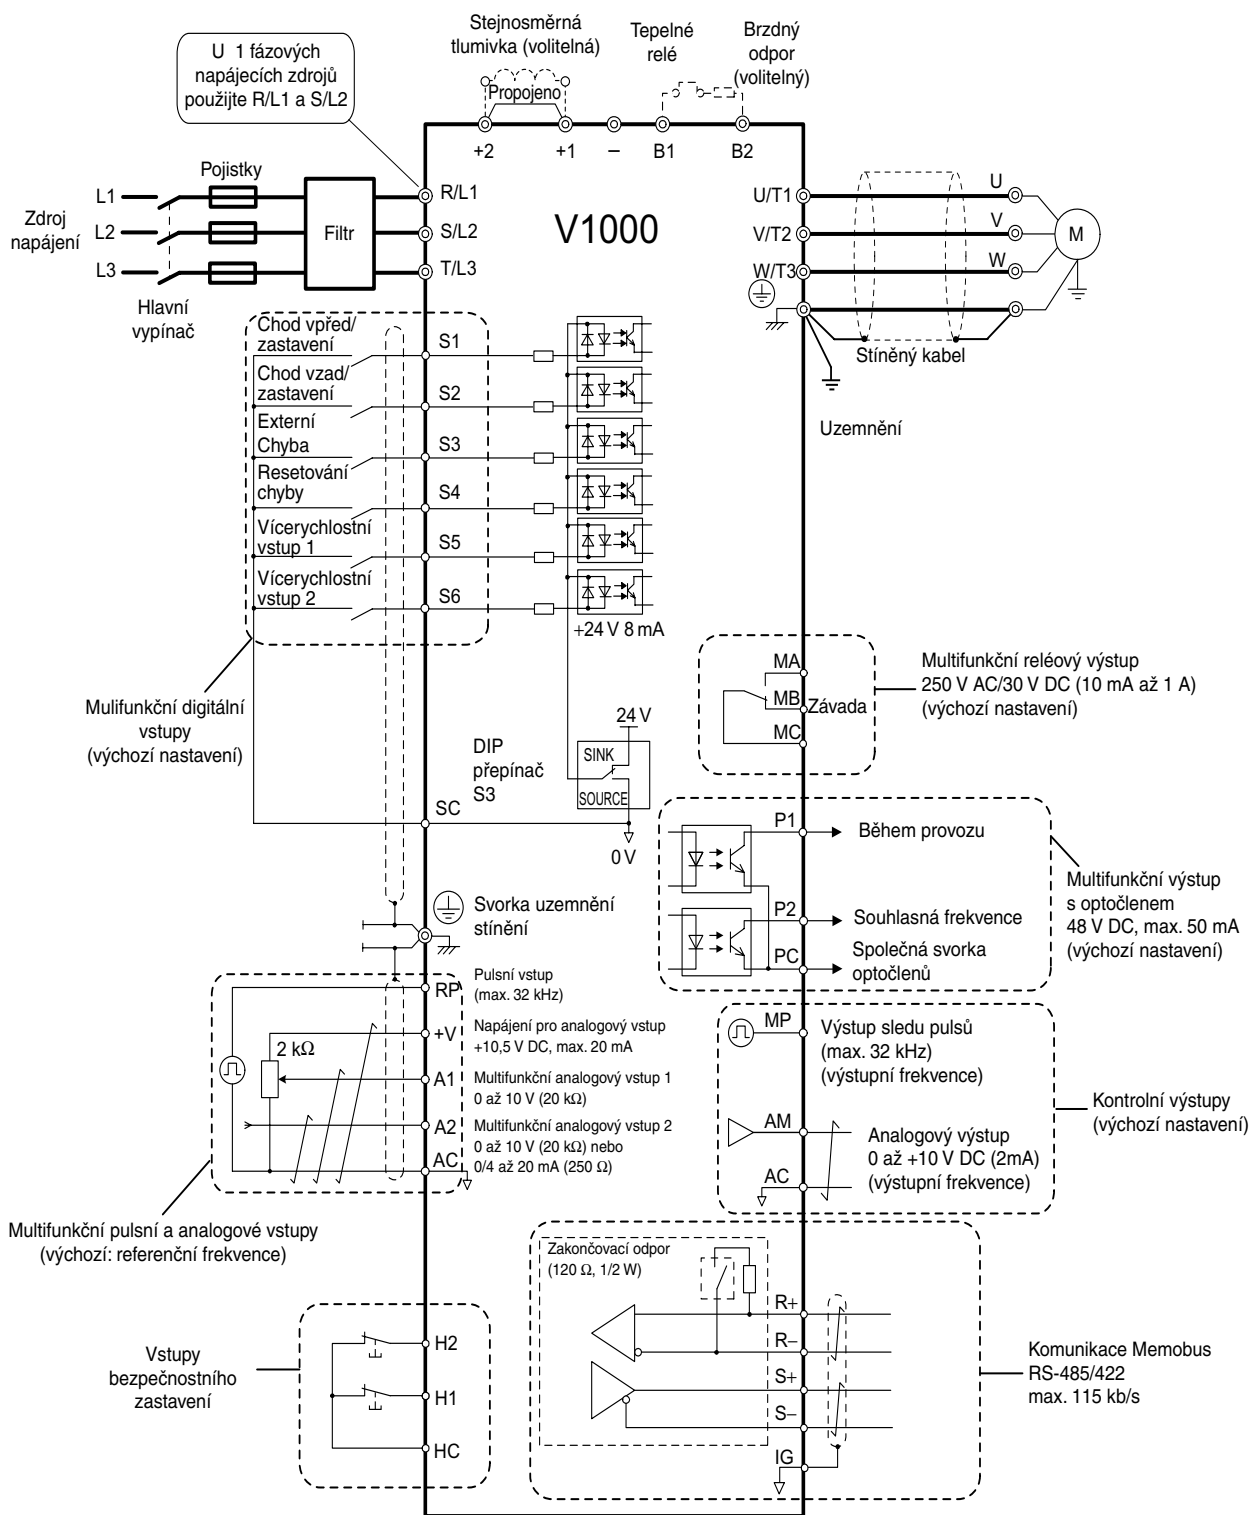 Stejnosměrná
tlumivka (volitelná)
Tepelné
relé
Brzdný
odpor
(volitelný)
U 1 fázových
napájecích zdrojů
použijte R/L1 a S/L2
Propojeno
+2
+1
–
B1
B2
Pojistky
L1
L2
L3
Zdroj
napájení
Filtr
Hlavní
vypínač
R/L1
S/L2
T/L3
V1000
U/T1
V/T2
W/T3
U
V
W
M
Stíněný kabel
Uzemnění
Chod vpřed/
zastavení
S1
Chod vzad/
zastavení
S2
Externí
Chyba
S3
Resetování
chyby
S4
Vícerychlostní
vstup 1
S5
Vícerychlostní
vstup 2
S6
+24 V 8 mA
Mulifunkční digitální
vstupy
(výchozí nastavení)
24 V
DIP
přepínač
S3
SINK
SOURCE
SC
0 V
MA
MB
MC
Závada
Multifunkční reléový výstup
250 V AC/30 V DC (10 mA až 1 A)
(výchozí nastavení)
P1
Během provozu
P2
Souhlasná frekvence
PC
Společná svorka
optočlenů
Multifunkční výstup
s optočlenem
48 V DC, max. 50 mA
(výchozí nastavení)
Svorka uzemnění
stínění
RP
Pulsní vstup
(max. 32 kHz)
+V
Napájení pro analogový vstup
+10,5 V DC, max. 20 mA
2 kΩ
A1
Multifunkční analogový vstup 1
0 až 10 V (20 kΩ)
A2
Multifunkční analogový vstup 2
0 až 10 V (20 kΩ) nebo
0/4 až 20 mA (250 Ω)
AC
Multifunkční pulsní a analogové vstupy
(výchozí: referenční frekvence)
MP
Výstup sledu pulsů
(max. 32 kHz)
(výstupní frekvence)
AM
Analogový výstup
0 až +10 V DC (2mA)
(výstupní frekvence)
AC
Kontrolní výstupy
(výchozí nastavení)
Zakončovací odpor
(120 Ω, 1/2 W)
R+
R–
S+
S–
IG
Komunikace Memobus
RS-485/422
max. 115 kb/s
Vstupy
bezpečnostního
zastavení
H2
H1
HC